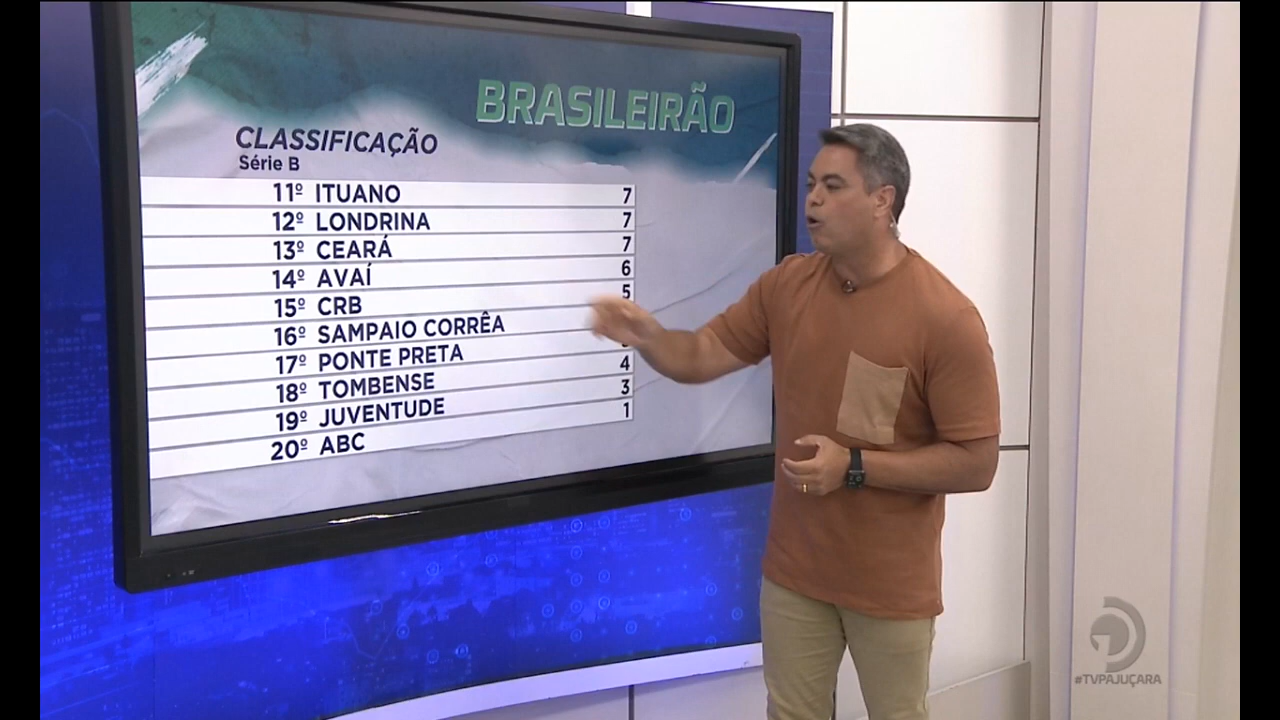 BRASILEIRÃO
CLASSIFICAÇÃO
Série B
11º ITUANO 7
12º LONDRINA 7
13º CEARÁ 7
14º AVAÍ 6
15º CRB 5
16º SAMPAIO CORRÊA
17º PONTE PRETA
18º TOMBENSE 4
19º JUVENTUDE 3
20º ABC 1
#TVPAJUÇARA